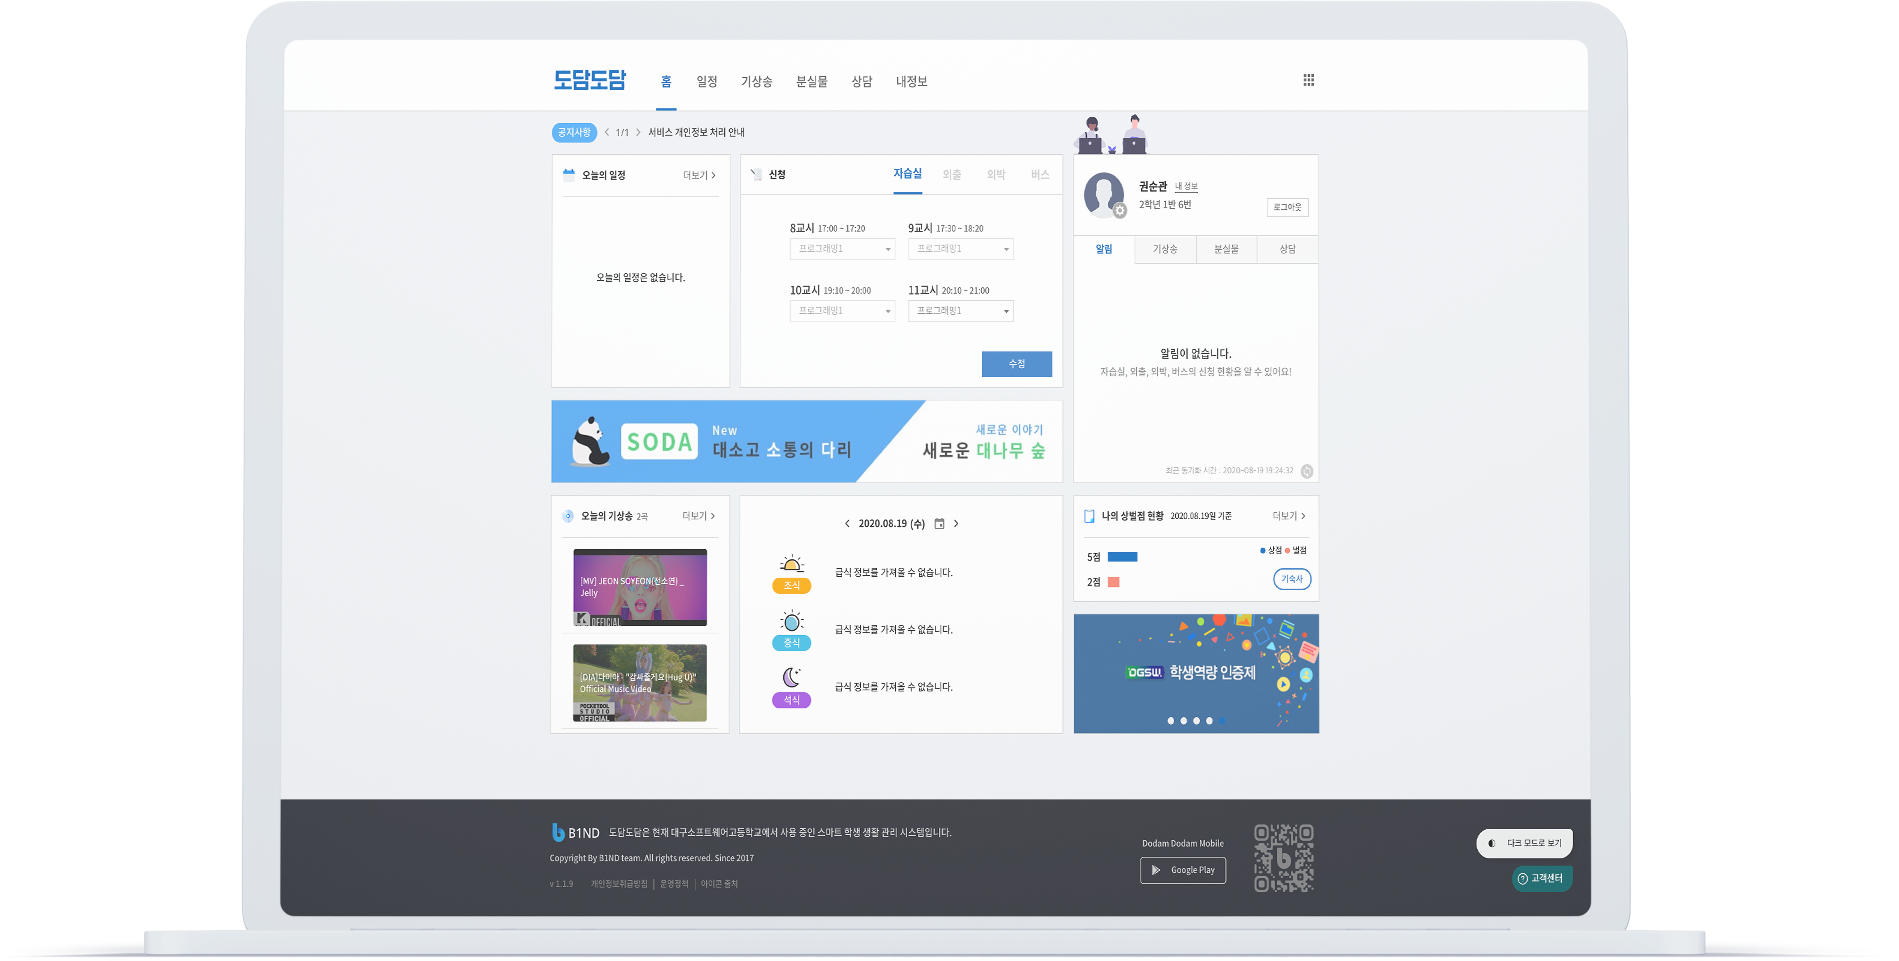 도담도담 홈 일정 기상송 분실물 상담 내정보
공지사항 1/1 서비스 개인정보 처리 안내
오늘의 일정 더보기
오늘의 일정은 없습니다.
신청 자습실 외출 외박 버스
8교시 17:00 ~ 17:20 9교시 17:30 ~ 18:20
프로그래밍1 프로그래밍1
10교시 19:10 ~ 20:00 11교시 20:10 ~ 21:00
프로그래밍1 프로그래밍1
수정
권순관 내 정보
2학년 1반 6번
로그아웃
알림 기상송 분실물 상담
알림이 없습니다.
자습실, 외출, 외박, 버스의 신청 현황을 알 수 있어요!
최근 동기화 시간 : 2020-08-19 19:24:32
SODA
New
대소고 소통의 다리
새로운 이야기
새로운 대나무 숲
오늘의 기상송 2곡 더보기
[MV] JEON SOYEON(전소연) _
Jelly
OFFICIAL
[DIA]다이아 - "감싸줄게요(Hug U)"
Official Music Video
POCKETDOL
STUDIO
OFFICIAL
2020.08.19 (수)
조식 급식 정보를 가져올 수 없습니다.
중식 급식 정보를 가져올 수 없습니다.
석식 급식 정보를 가져올 수 없습니다.
나의 상벌점 현황 2020.08.19일 기준 더보기
상점 벌점
5점
2점
기숙사
DGSW. 학생역량 인증제
B1ND 도담도담은 현재 대구소프트웨어고등학교에서 사용 중인 스마트 학생 생활 관리 시스템입니다.
Copyright By B1ND team. All rights reserved. Since 2017
v 1.1.9 개인정보취급방침 | 운영정책 | 아이콘 출처
Dodam Dodam Mobile
Google Play
다크 모드로 보기
고객센터